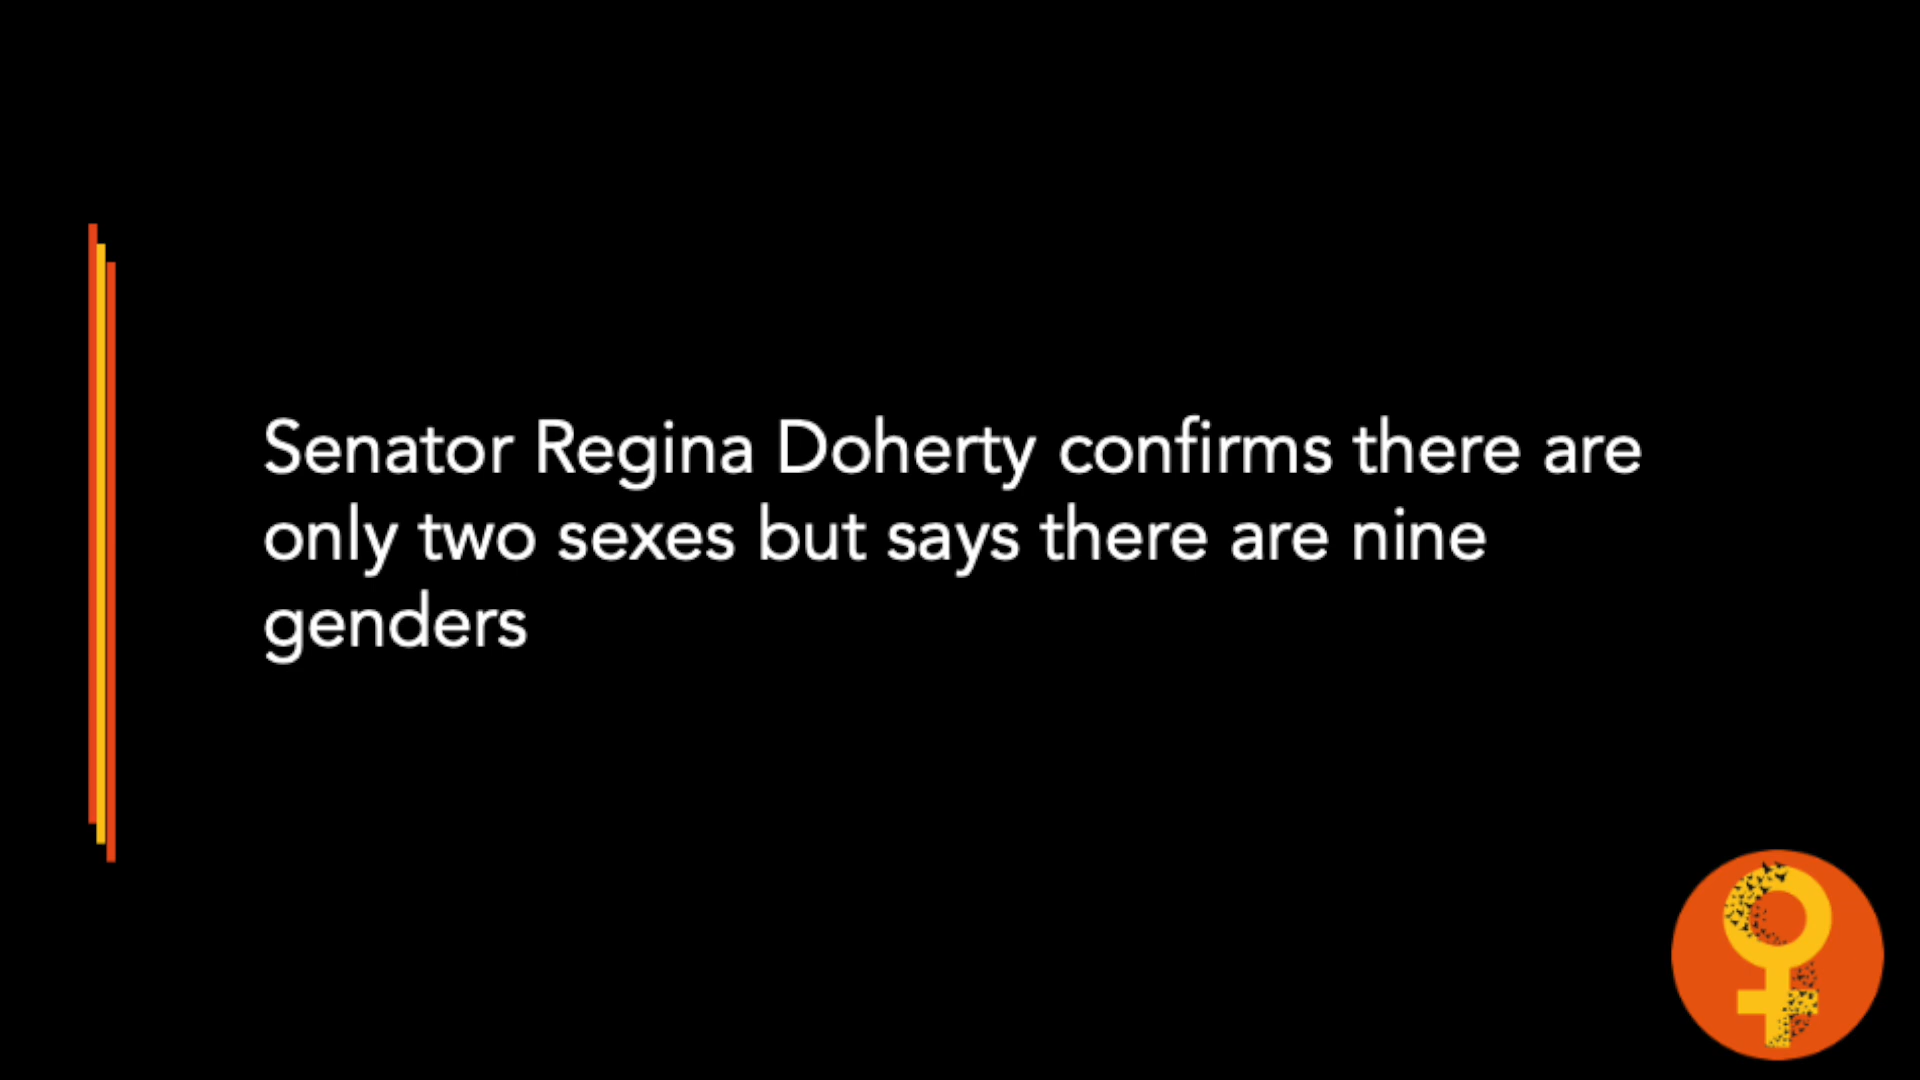 Senator Regina Doherty confirms there are
only two sexes but says there are nine
genders